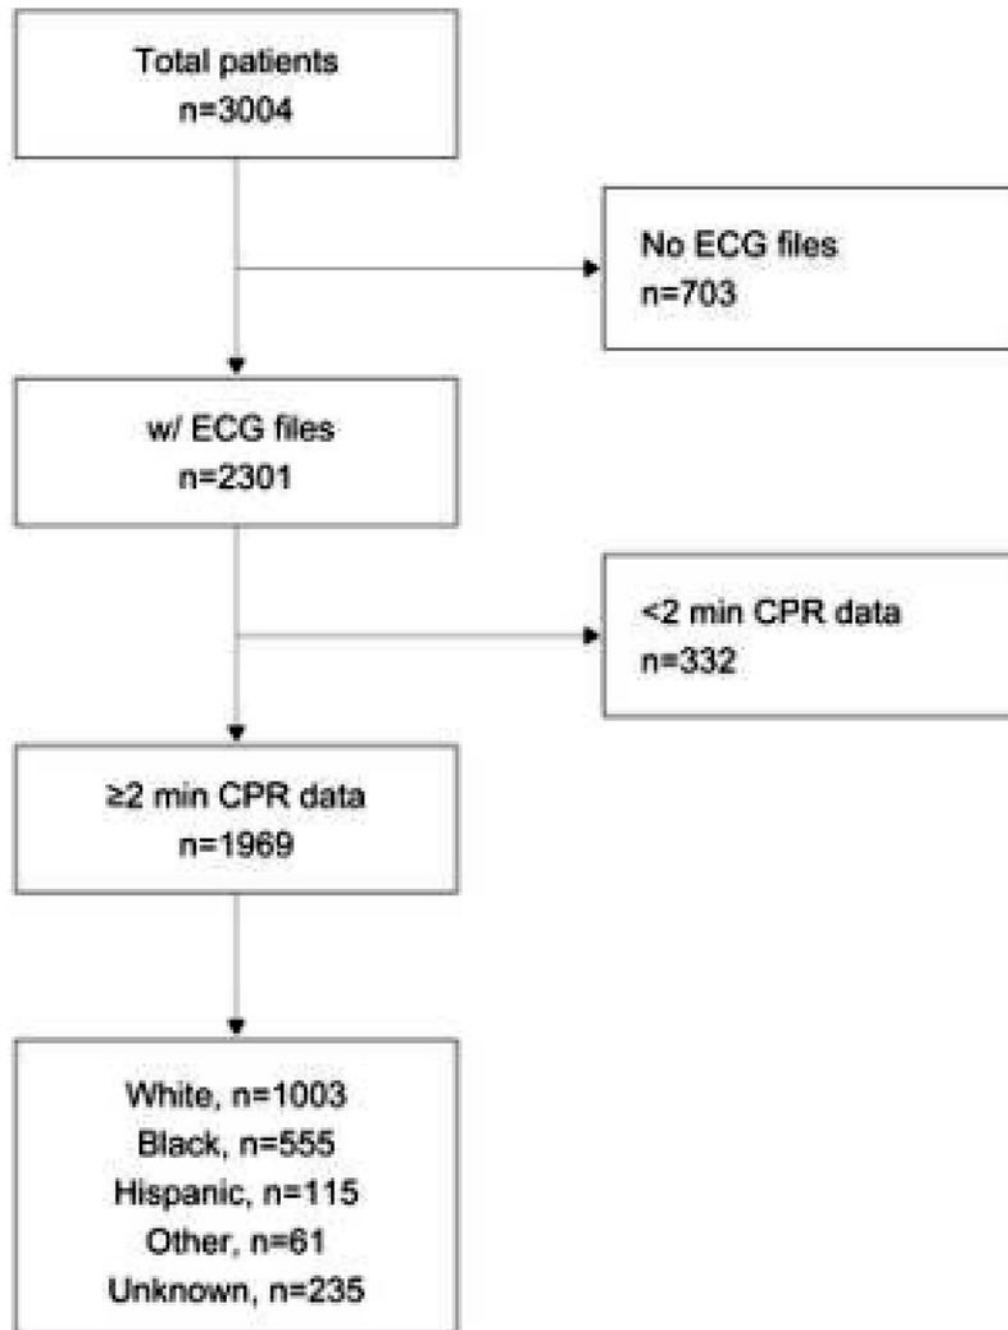 Total patients
n=3004
No ECG files
n=703
w/ ECG files
n=2301
<2 min CPR data
n=332
≥2 min CPR data
n=1969
White, n=1003
Black, n=555
Hispanic, n=115
Other, n=61
Unknown, n=235